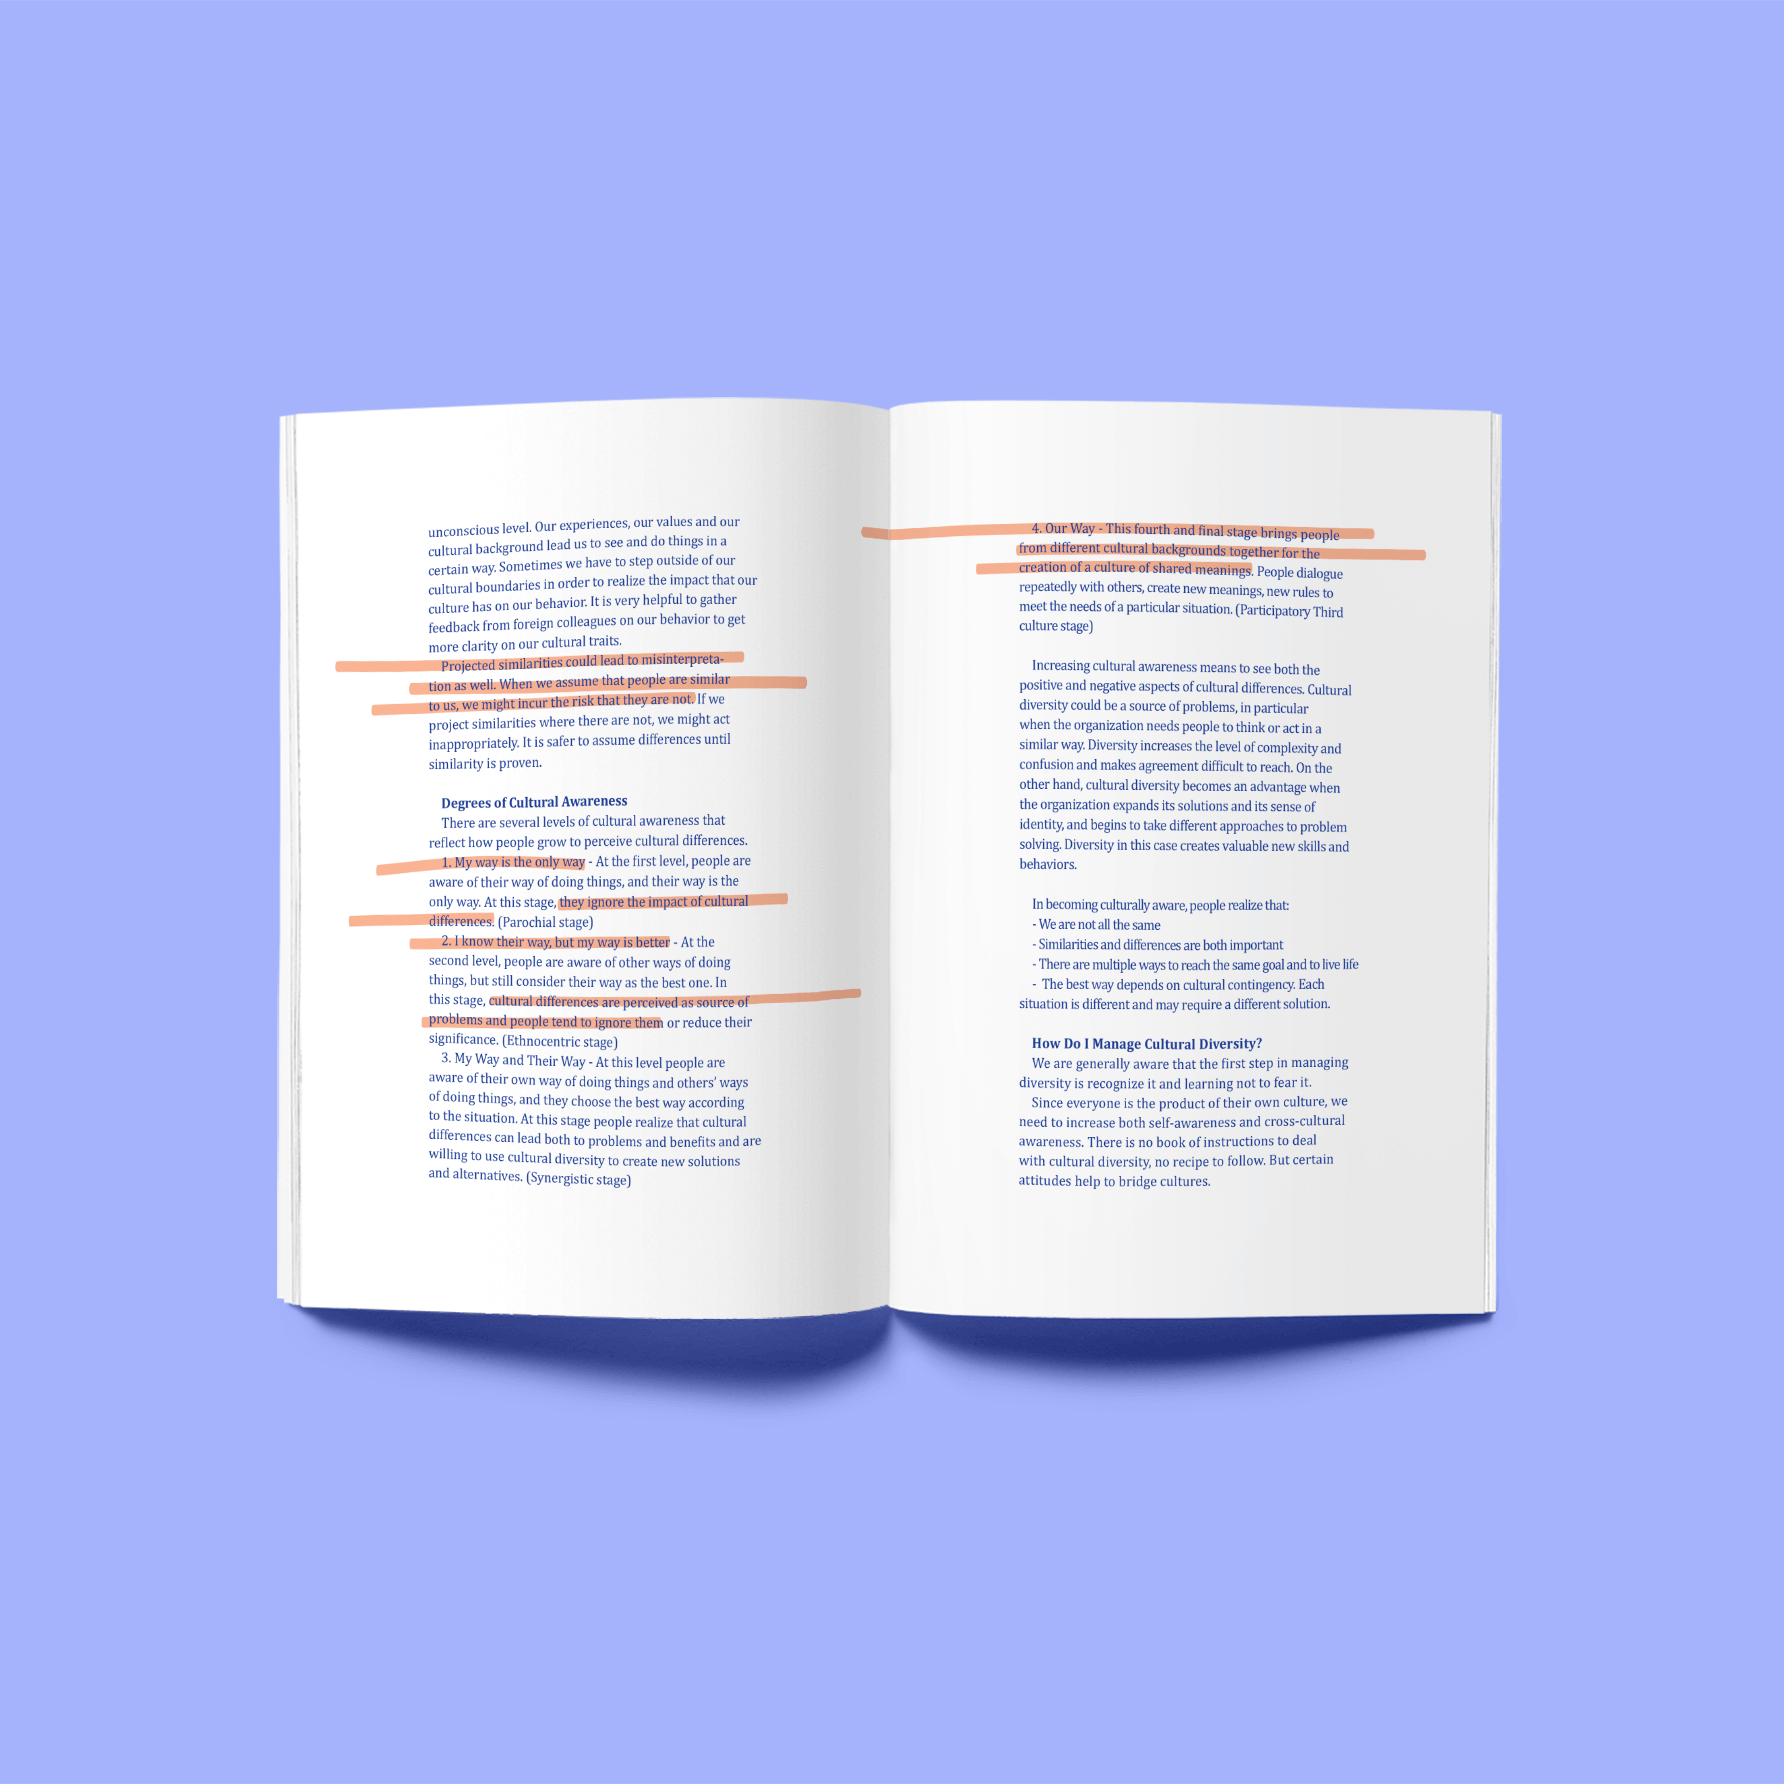 unconscious level. Our experiences, our values and our
cultural background lead us to see and do things in a
certain way. Sometimes we have to step outside of our
cultural boundaries in order to realize the impact that our
culture has on our behavior. It is very helpful to gather
feedback from foreign colleagues on our behavior to get
more clarity on our cultural traits.
Projected similarities could lead to misinterpreta-
tion as well. When we assume that people are similar
to us, we might incur the risk that they are not. If we
project similarities where there are not, we might act
inappropriately. It is safer to assume differences until
similarity is proven.
Degrees of Cultural Awareness
There are several levels of cultural awareness that
reflect how people grow to perceive cultural differences.
1. My way is the only way - At the first level, people are
aware of their way of doing things, and their way is the
only way. At this stage, they ignore the impact of cultural
differences. (Parochial stage)
2. I know their way, but my way is better - At the
second level, people are aware of other ways of doing
things, but still consider their way as the best one. In
this stage, cultural differences are perceived as source of
problems and people tend to ignore them or reduce their
significance. (Ethnocentric stage)
3. My Way and Their Way - At this level people are
aware of their own way of doing things and others’ ways
of doing things, and they choose the best way according
to the situation. At this stage people realize that cultural
differences can lead both to problems and benefits and are
willing to use cultural diversity to create new solutions
and alternatives. (Synergistic stage)
4. Our Way - This fourth and final stage brings people
from different cultural backgrounds together for the
creation of a culture of shared meanings. People dialogue
repeatedly with others, create new meanings, new rules to
meet the needs of a particular situation. (Participatory Third
culture stage)
Increasing cultural awareness means to see both the
positive and negative aspects of cultural differences. Cultural
diversity could be a source of problems, in particular
when the organization needs people to think or act in a
similar way. Diversity increases the level of complexity and
confusion and makes agreement difficult to reach. On the
other hand, cultural diversity becomes an advantage when
the organization expands its solutions and its sense of
identity, and begins to take different approaches to problem
solving. Diversity in this case creates valuable new skills and
behaviors.
In becoming culturally aware, people realize that:
- We are not all the same
- Similarities and differences are both important
- There are multiple ways to reach the same goal and to live life
- The best way depends on cultural contingency. Each
situation is different and may require a different solution.
How Do I Manage Cultural Diversity?
We are generally aware that the first step in managing
diversity is recognize it and learning not to fear it.
Since everyone is the product of their own culture, we
need to increase both self-awareness and cross-cultural
awareness. There is no book of instructions to deal
with cultural diversity, no recipe to follow. But certain
attitudes help to bridge cultures.